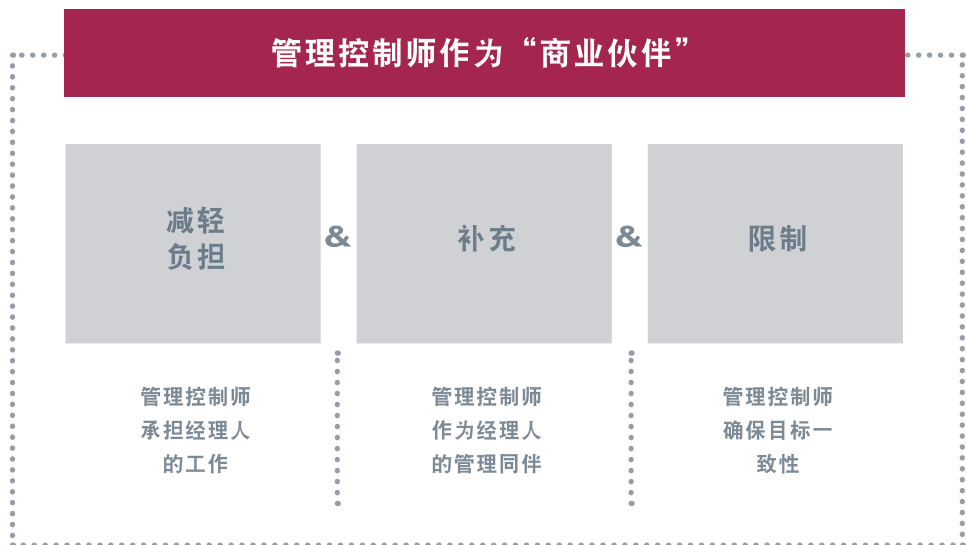 管理控制师作为“商业伙伴”
减轻
负担
&
补充
&
限制
管理控制师
承担经理人
的工作
管理控制师
作为经理人
的管理同伴
管理控制师
确保目标一
致性